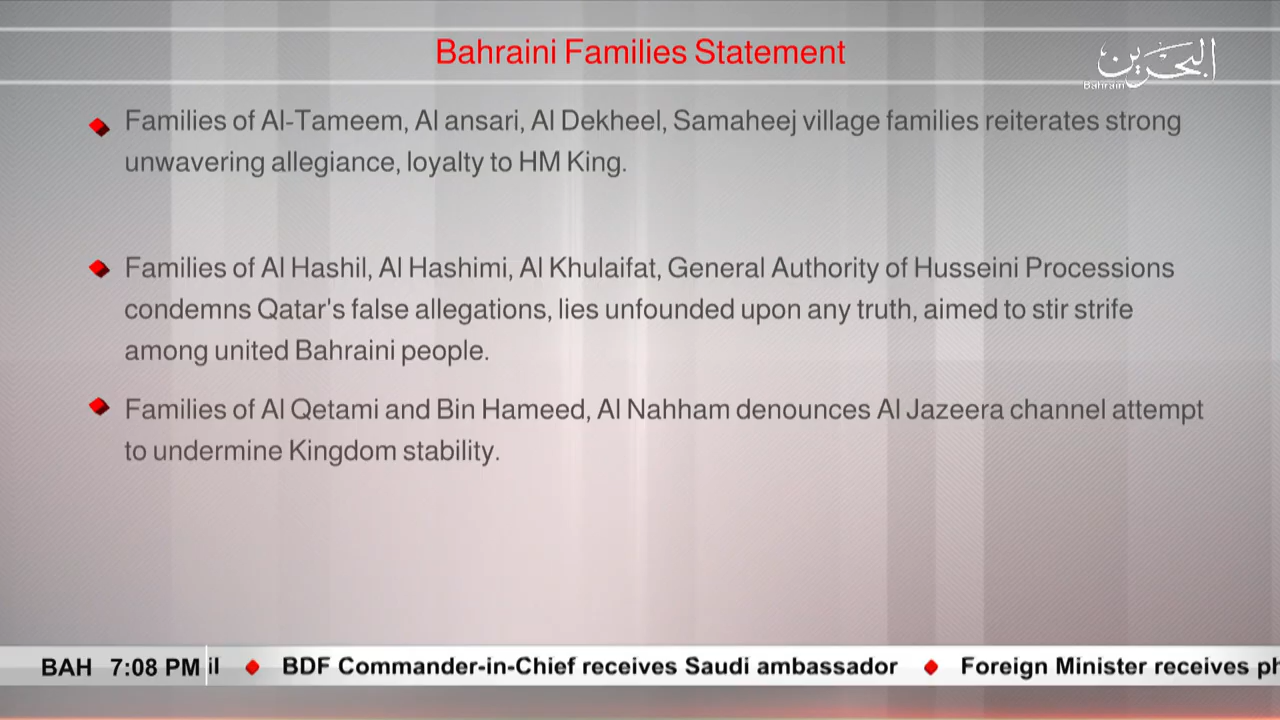 Bahraini Families Statement
البحرين
Bahrain
Families of Al-Tameem, Al ansari, Al Dekheel, Samaheej village families reiterates strong
unwavering allegiance, loyalty to HM King.
Families of Al Hashil, Al Hashimi, Al Khulaifat, General Authority of Husseini Processions
condemns Qatar's false allegations, lies unfounded upon any truth, aimed to stir strife
among united Bahraini people.
Families of Al Qetami and Bin Hameed, Al Nahham denounces Al Jazeera channel attempt
to undermine Kingdom stability.
BAH 7:08 PM il BDF Commander-in-Chief receives Saudi ambassador Foreign Minister receives ph